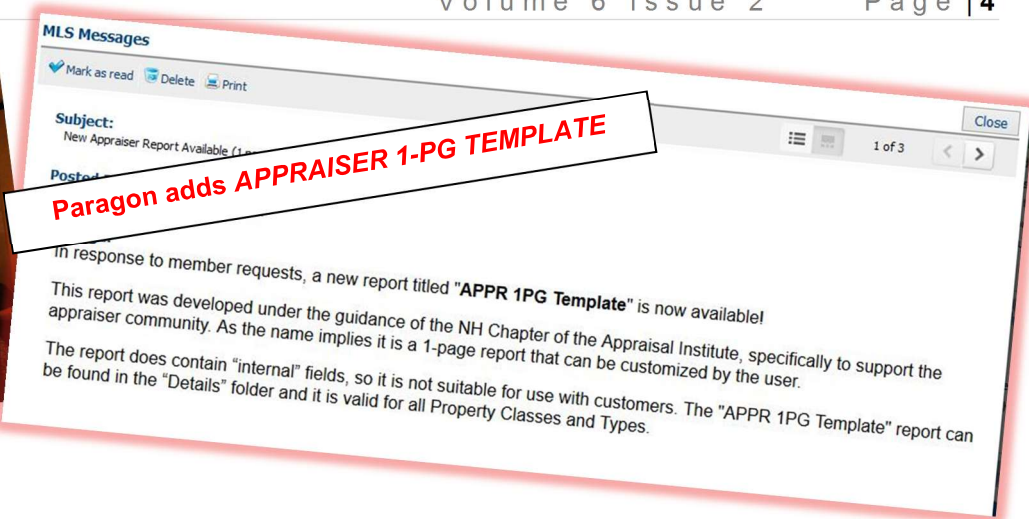 Volume 6 Issue 2 Page | 4
MLS Messages
Mark as read Delete Print
Close
Subject:
New Appraiser Report Available (1
1 of 3
Posted
Paragon adds APPRAISER 1-PG TEMPLATE
In response to member requests, a new report titled "APPR 1PG Template" is now available!
This report was developed under the guidance of the NH Chapter of the Appraisal Institute, specifically to support the
appraiser community. As the name implies it is a 1-page report that can be customized by the user.
The report does contain “internal” fields, so it is not suitable for use with customers. The "APPR 1PG Template" report can
be found in the “Details” folder and it is valid for all Property Classes and Types.